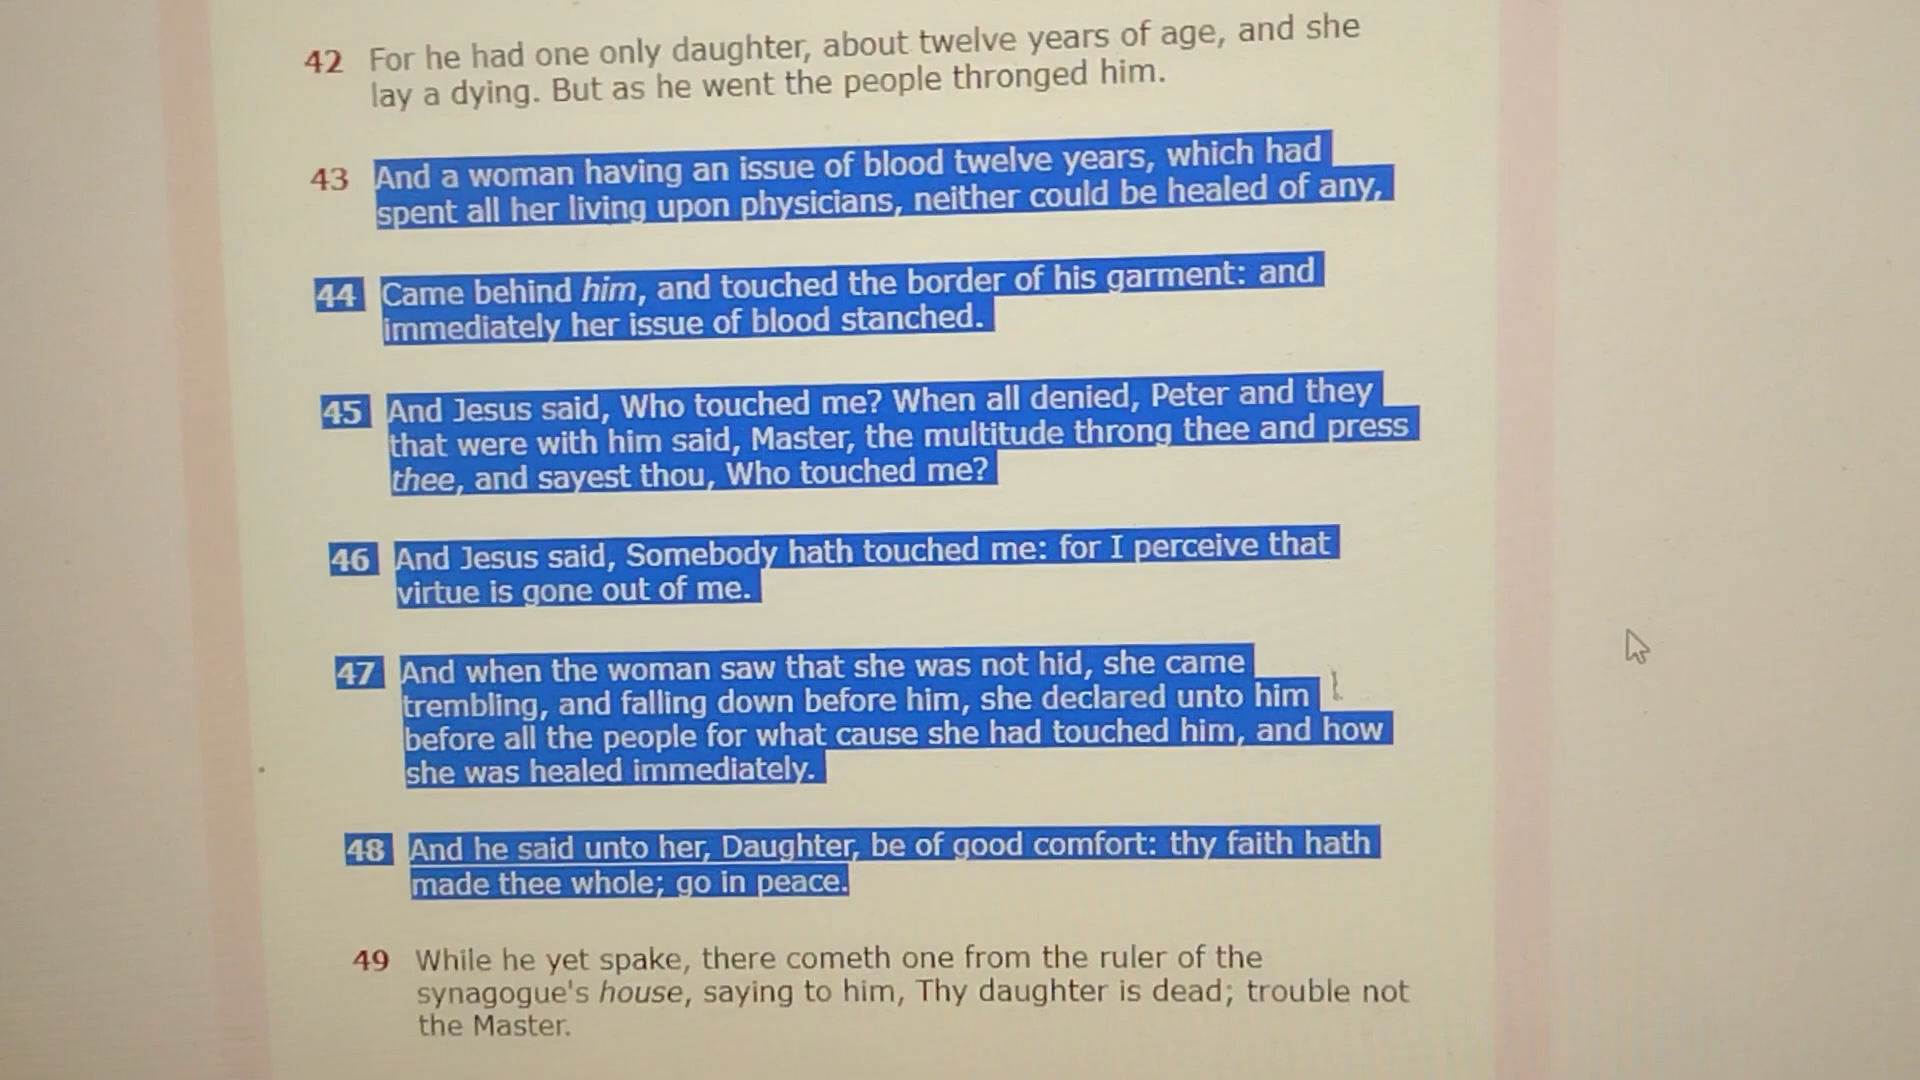 42 For he had one only daughter, about twelve years of age, and she
lay a dying. But as he went the people thronged him.
43 And a woman having an issue of blood twelve years, which had
spent all her living upon physicians, neither could be healed of any,
44 Came behind him, and touched the border of his garment: and
immediately her issue of blood stanched.
45 And Jesus said, Who touched me? When all denied, Peter and they
that were with him said, Master, the multitude throng thee and press
thee, and sayest thou, Who touched me?
46 And Jesus said, Somebody hath touched me: for I perceive that
virtue is gone out of me.
47 And when the woman saw that she was not hid, she came
trembling, and falling down before him, she declared unto him
before all the people for what cause she had touched him, and how
she was healed immediately.
48 And he said unto her, Daughter, be of good comfort: thy faith hath
made thee whole; go in peace.
49 While he yet spake, there cometh one from the ruler of the
synagogue's house, saying to him, Thy daughter is dead; trouble not
the Master.